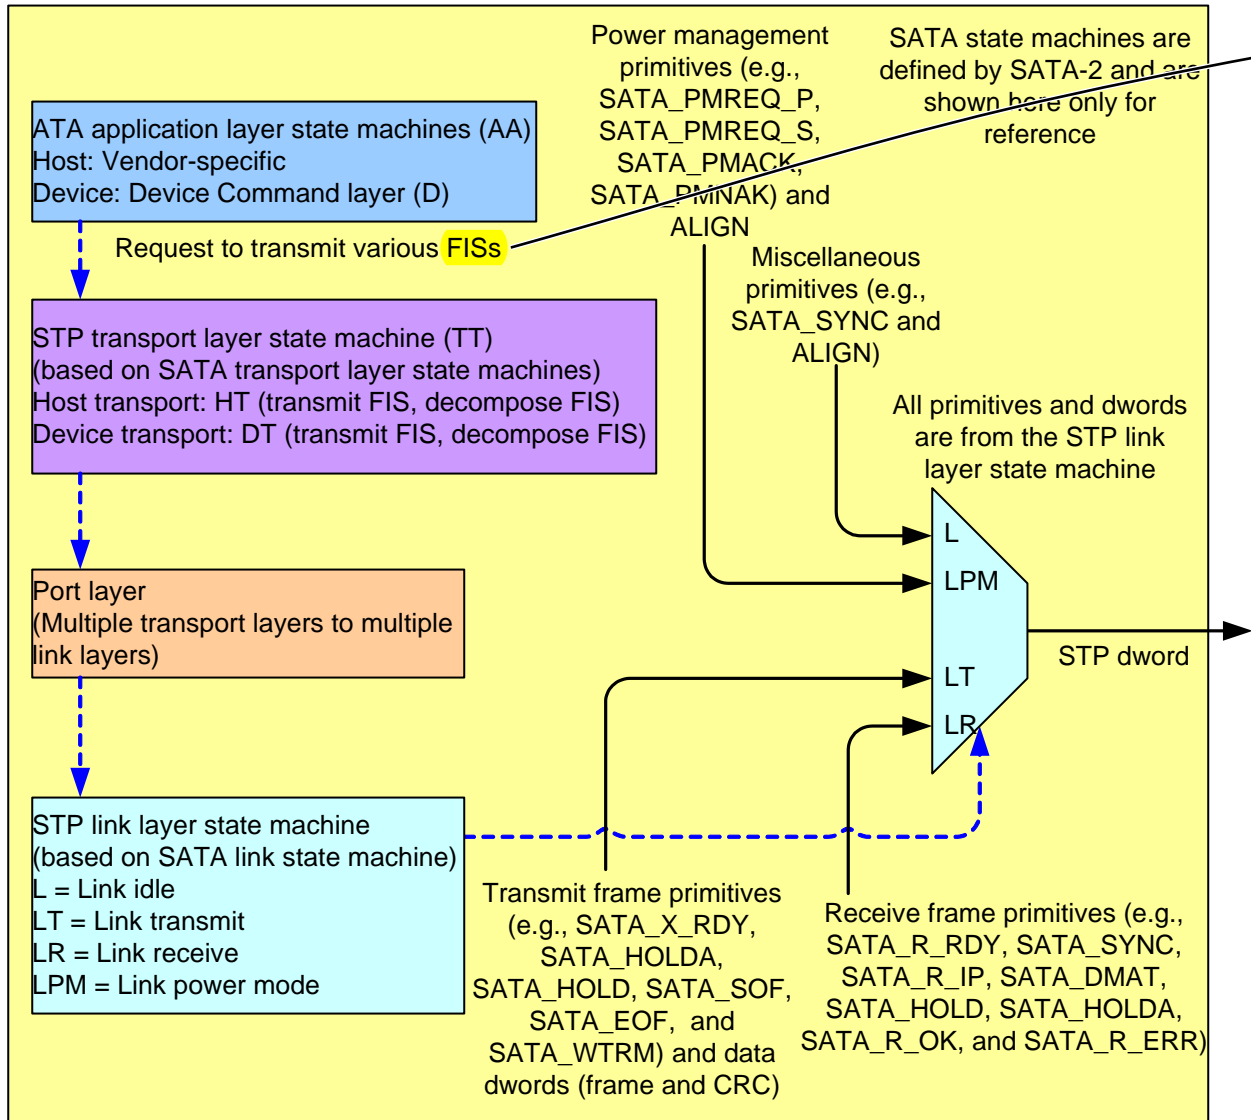 Power management
primitives (e.g.,
SATA_PMREQ_P,
SATA_PMREQ_S,
SATA_PMACK,
SATA_PMNAK) and
ALIGN
SATA state machines are
defined by SATA-2 and are
shown here only for
reference
ATA application layer state machines (AA)
Host: Vendor-specific
Device: Device Command layer (D)
Request to transmit various FISs
Miscellaneous
primitives (e.g.,
SATA_SYNC and
ALIGN)
STP transport layer state machine (TT)
(based on SATA transport layer state machines)
Host transport: HT (transmit FIS, decompose FIS)
Device transport: DT (transmit FIS, decompose FIS)
All primitives and dwords
are from the STP link
layer state machine
L
LPM
LT
LR
STP dword
Port layer
(Multiple transport layers to multiple
link layers)
STP link layer state machine
(based on SATA link state machine)
L = Link idle
LT = Link transmit
LR = Link receive
LPM = Link power mode
Transmit frame primitives
(e.g., SATA_X_RDY,
SATA_HOLDA,
SATA_HOLD, SATA_SOF,
SATA_EOF,  and
SATA_WTRM) and data
dwords (frame and CRC)
Receive frame primitives (e.g.,
SATA_R_RDY, SATA_SYNC,
SATA_R_IP, SATA_DMAT,
SATA_HOLD, SATA_HOLDA,
SATA_R_OK, and SATA_R_ERR)